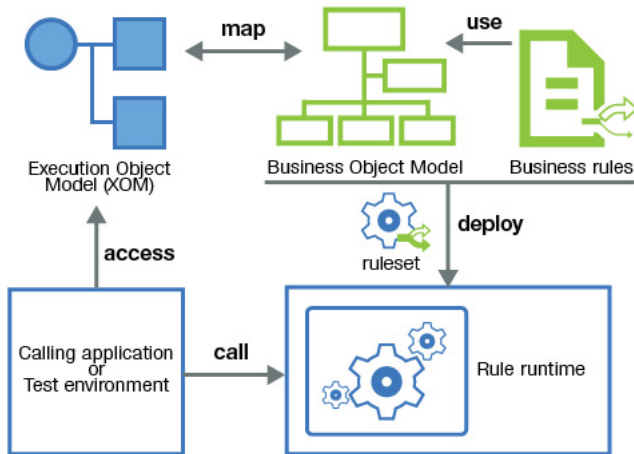 map
use
Execution Object
Model (XOM)
Business Object Model
Business rules
access
ruleset
deploy
Calling application
or
Test environment
call
Rule runtime